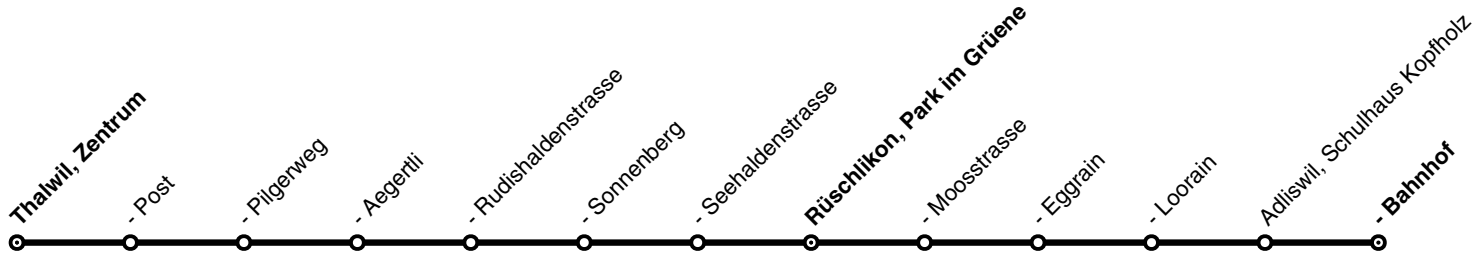 Thalwil, Zentrum
- Post
- Pilgerweg
- Aegertli
- Rudishaldenstrasse
- Sonnenberg
- Seehaldenstrasse
Rüschlikon, Park im Grüene
- Moosstrasse
- Eggrain
- Loorain
Adliswil, Schulhaus Kopfholz
- Bahnhof